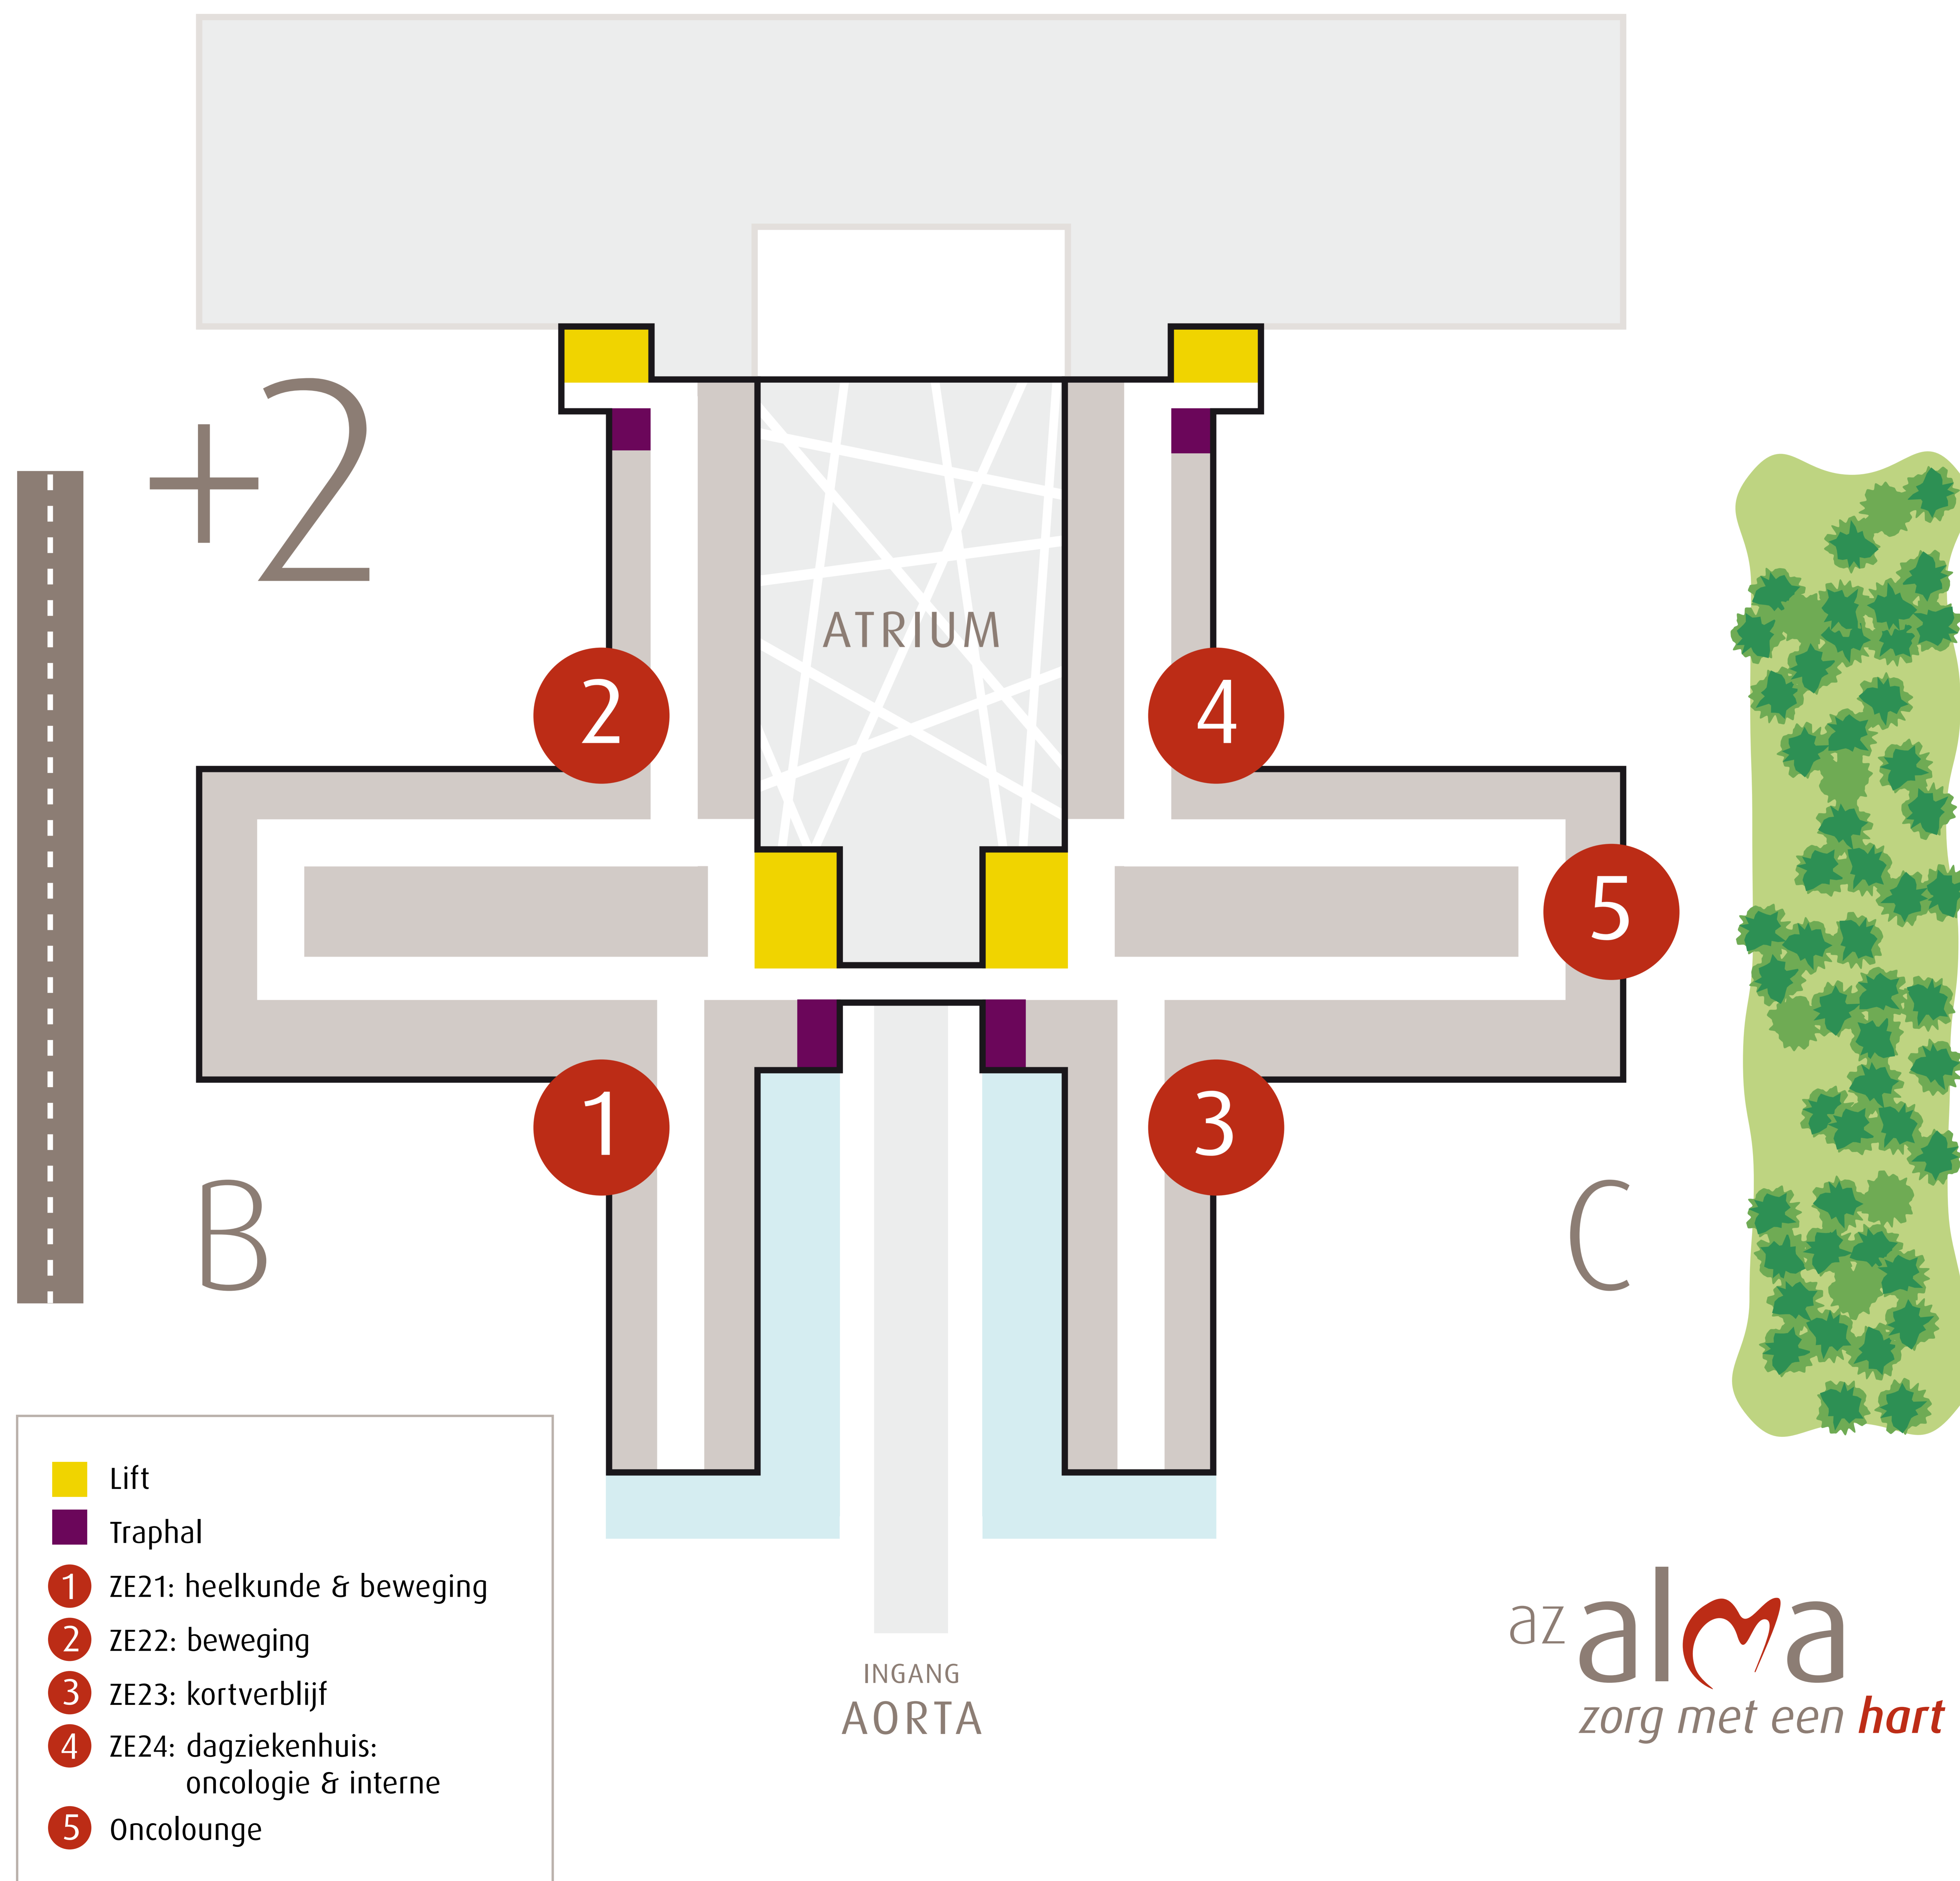 +2
ATRIUM
2
4
5
1
3
B
C
Lift
Traphal
1 ZE21: heelkunde & beweging
2 ZE22: beweging
3 ZE23: kortverblijf
4 ZE24: dagziekenhuis:
oncologie & interne
5 Oncolounge
INGANG
AORTA
az alma
zorg met een hart